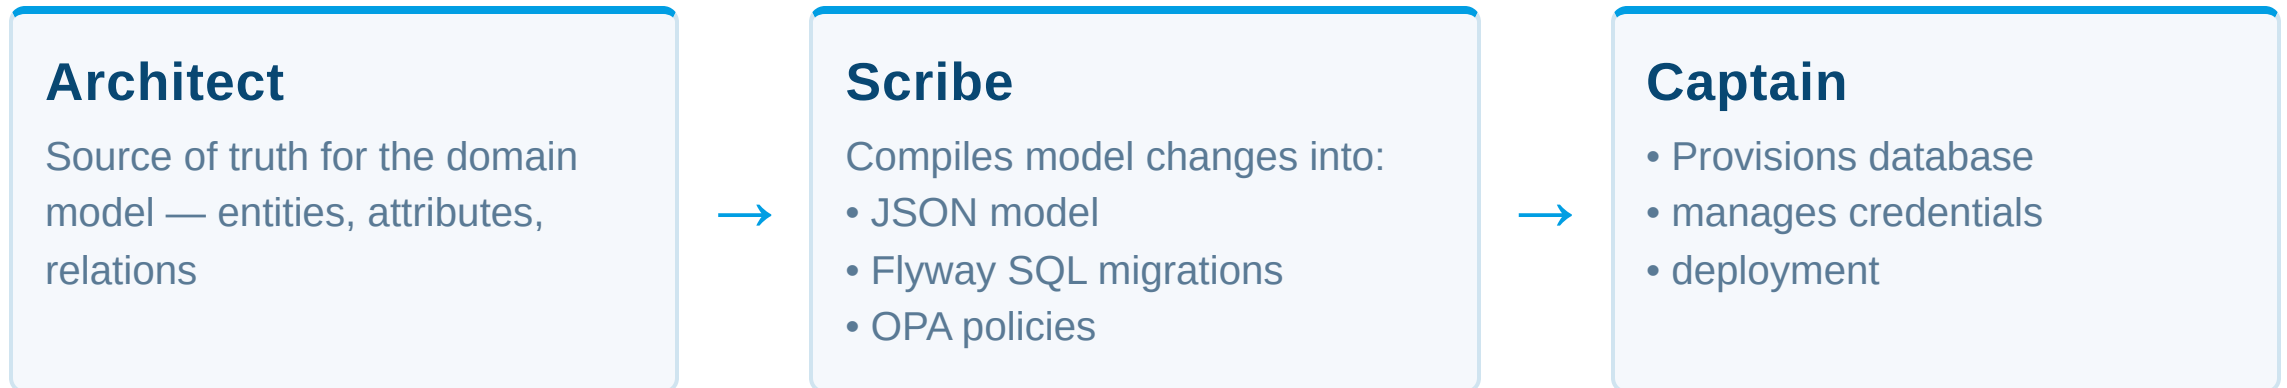 Architect
Source of truth for the domain
model — entities, attributes,
relations
→
Scribe
Compiles model changes into:
• JSON model
• Flyway SQL migrations
• OPA policies
→
Captain
• Provisions database
• manages credentials
• deployment